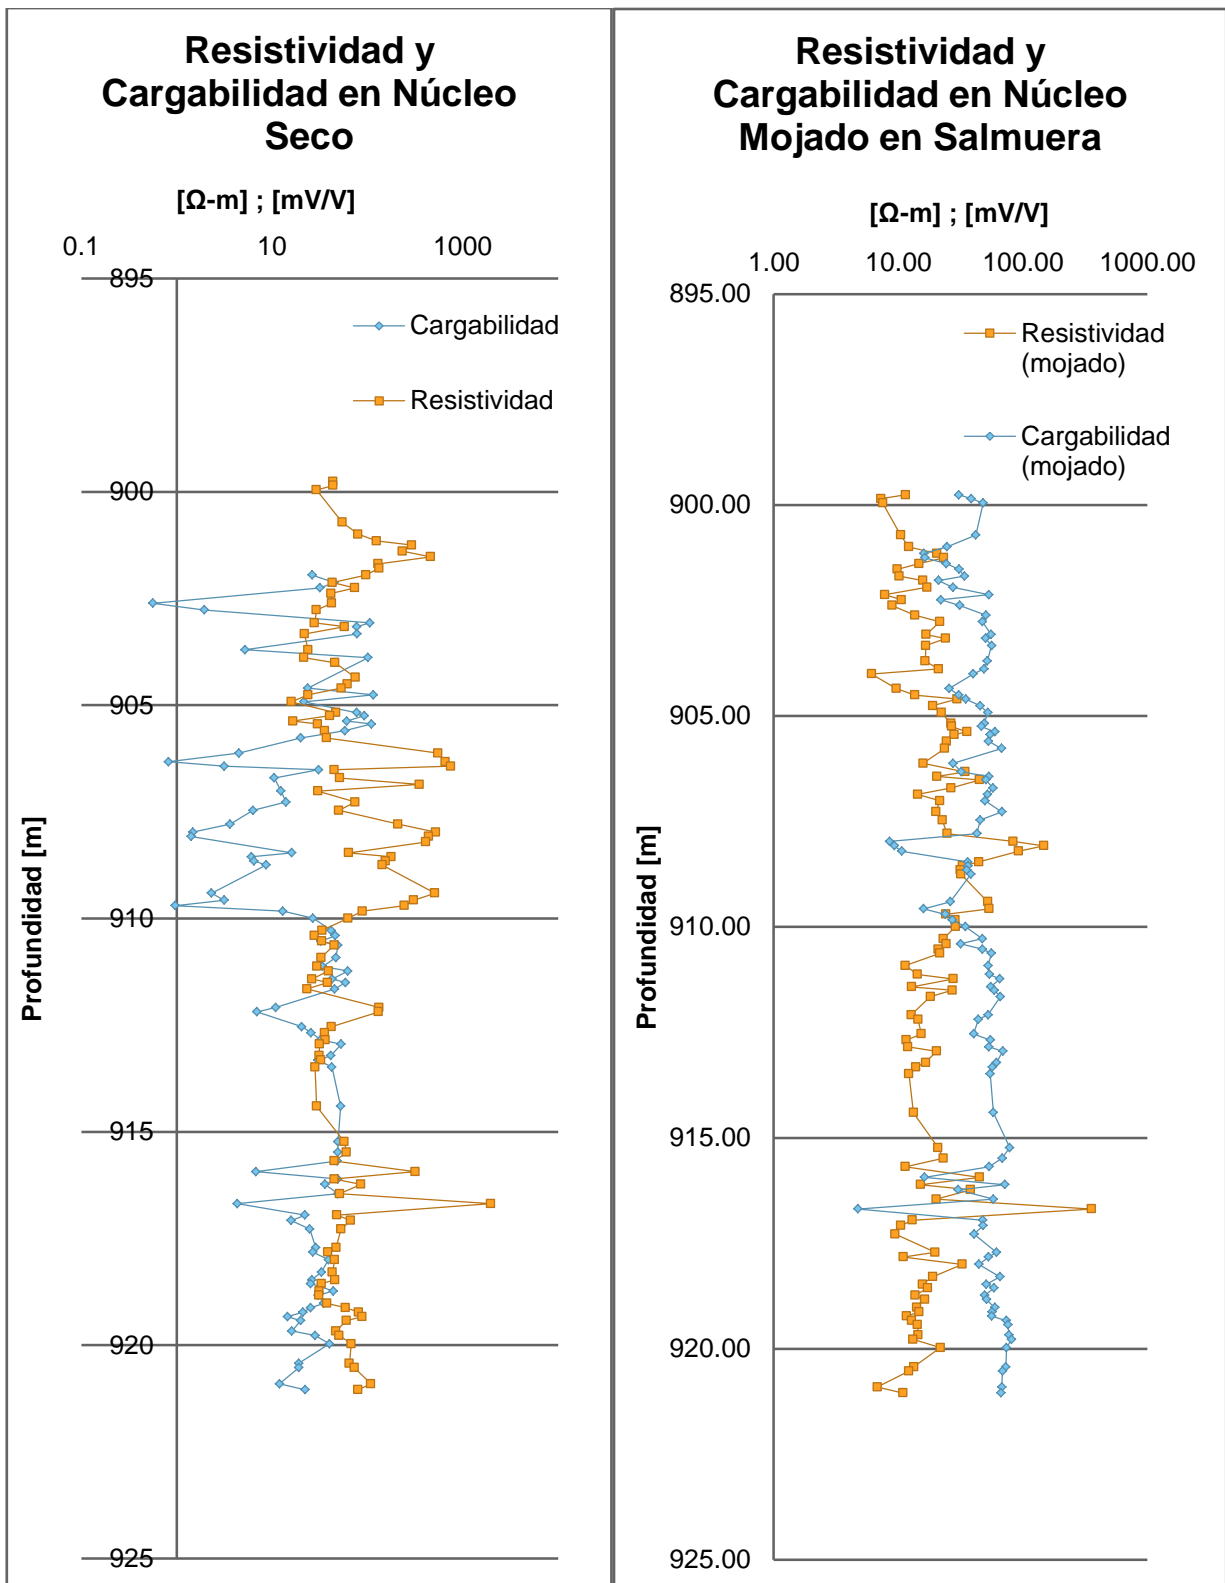 Resistividad y
Cargabilidad en Núcleo
Seco
[Ω-m] ; [mV/V]
0.1 10 1000
895
Cargabilidad
Resistividad
900
905
910
915
920
925
Profundidad [m]
Resistividad y
Cargabilidad en Núcleo
Mojado en Salmuera
[Ω-m] ; [mV/V]
1.00 10.00 100.00 1000.00
895.00
Resistividad
(mojado)
Cargabilidad
(mojado)
900.00
905.00
910.00
915.00
920.00
925.00
Profundidad [m]